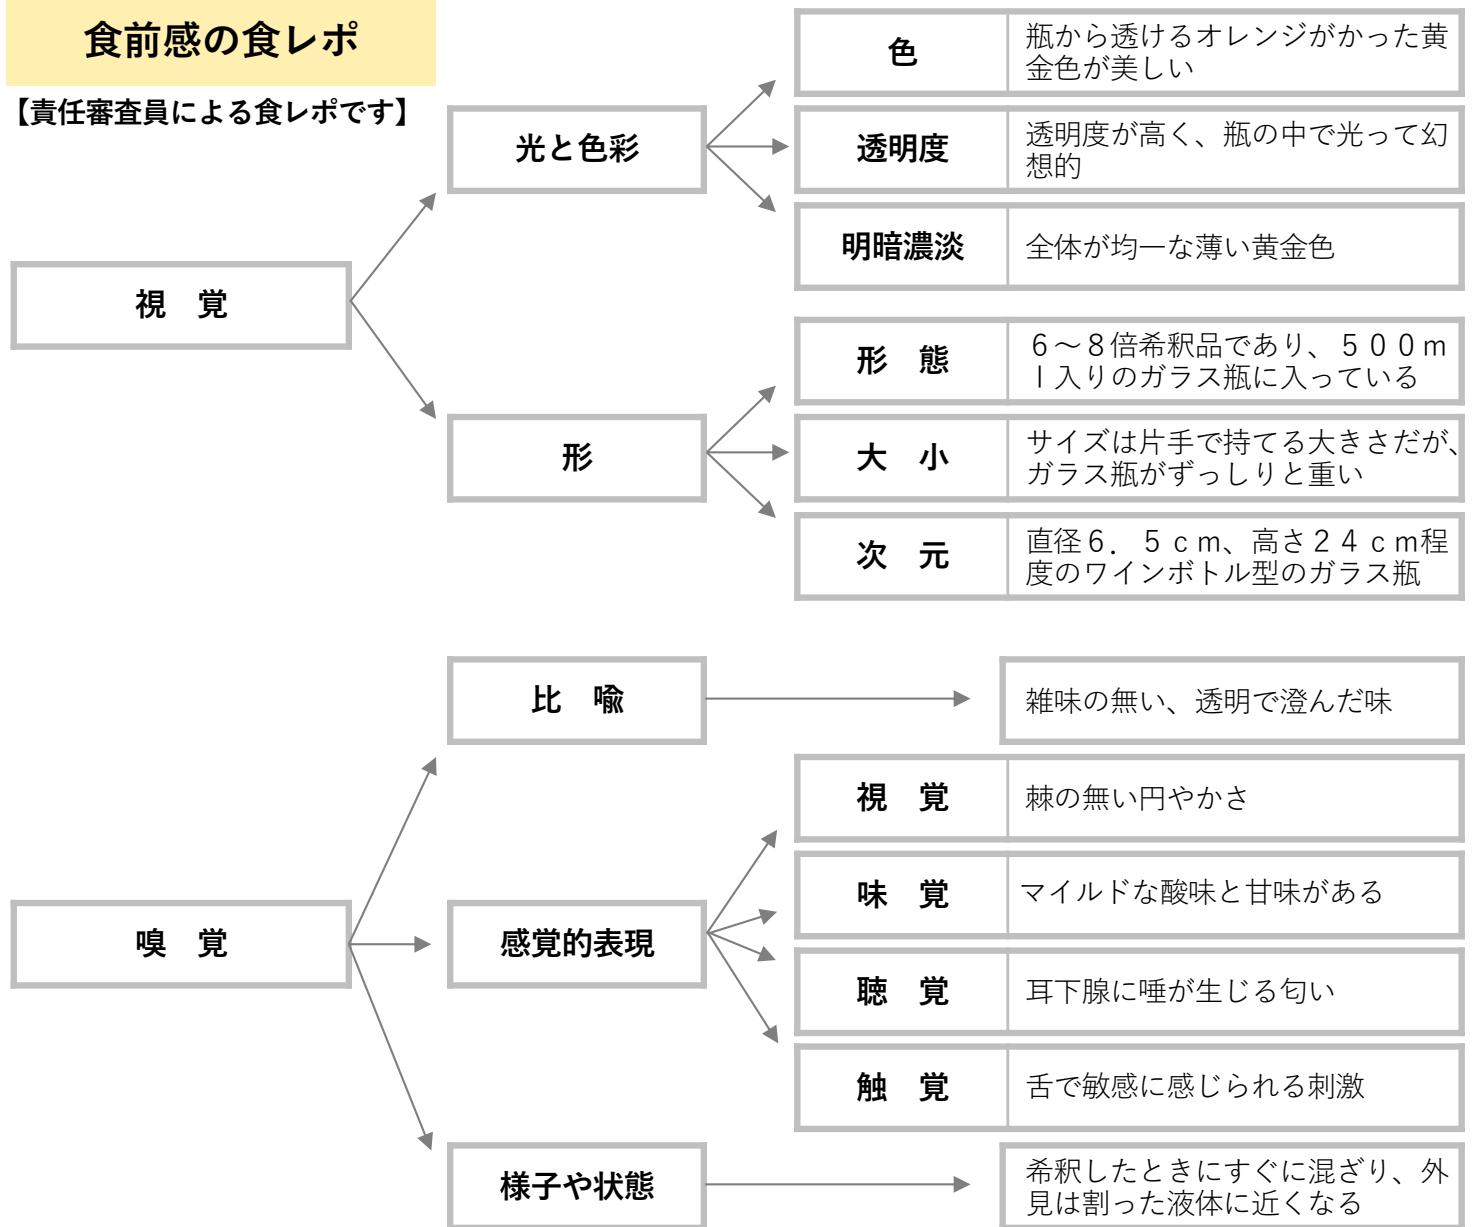 食前感の食レポ
【責任審査員による食レポです】
視　覚
光と色彩
色
瓶から透けるオレンジがかった黄
金色が美しい
透明度
透明度が高く、瓶の中で光って幻
想的
明暗濃淡
全体が均一な薄い黄金色
形
形　態
６～８倍希釈品であり、５００ｍ
ｌ入りのガラス瓶に入っている
大　小
サイズは片手で持てる大きさだが、
ガラス瓶がずっしりと重い
次　元
直径６．５ｃｍ、高さ２４ｃｍ程
度のワインボトル型のガラス瓶
嗅　覚
比　喩
雑味の無い、透明で澄んだ味
感覚的表現
視　覚
棘の無い円やかさ
味　覚
マイルドな酸味と甘味がある
聴　覚
耳下腺に唾が生じる匂い
触　覚
舌で敏感に感じられる刺激
様子や状態
希釈したときにすぐに混ざり、外
見は割った液体に近くなる